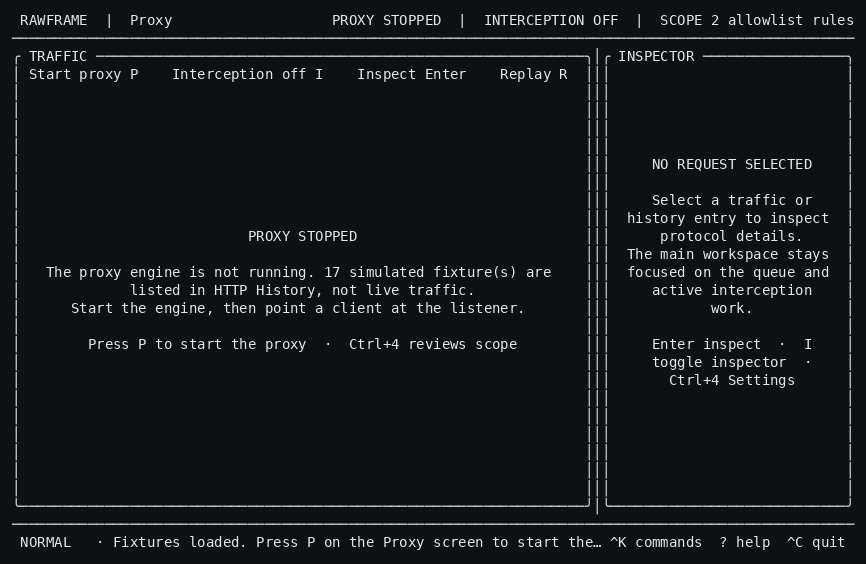 RAWFRAME | Proxy PROXY STOPPED | INTERCEPTION OFF | SCOPE 2 allowlist rules
TRAFFIC
Start proxy P Interception off I Inspect Enter Replay R
PROXY STOPPED
The proxy engine is not running. 17 simulated fixture(s) are
listed in HTTP History, not live traffic.
Start the engine, then point a client at the listener.
Press P to start the proxy · Ctrl+4 reviews scope
INSPECTOR
NO REQUEST SELECTED
Select a traffic or
history entry to inspect
protocol details.
The main workspace stays
focused on the queue and
active interception
work.
Enter inspect · I
toggle inspector ·
Ctrl+4 Settings
NORMAL · Fixtures loaded. Press P on the Proxy screen to start the… ^K commands ? help ^C quit